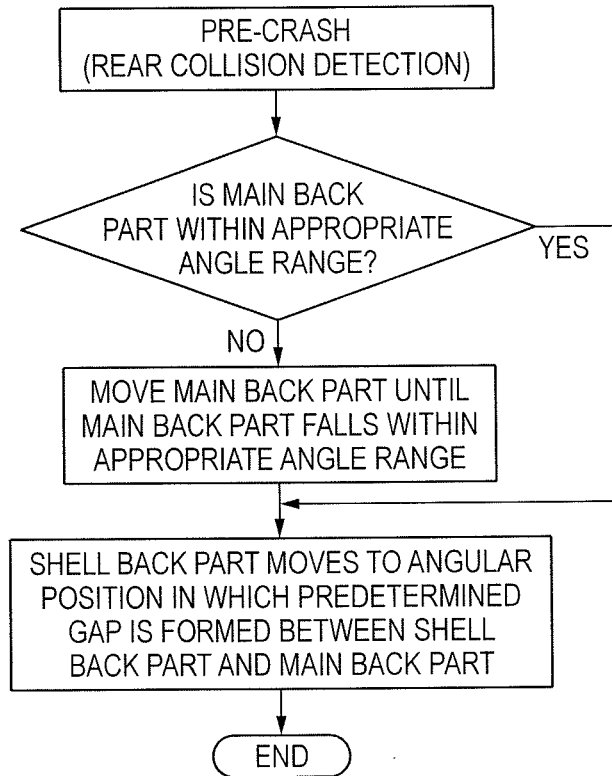 PRE-CRASH
(REAR COLLISION DETECTION)
IS MAIN BACK
PART WITHIN APPROPRIATE
ANGLE RANGE?
YES
NO
MOVE MAIN BACK PART UNTIL
MAIN BACK PART FALLS WITHIN
APPROPRIATE ANGLE RANGE
SHELL BACK PART MOVES TO ANGULAR
POSITION IN WHICH PREDETERMINED
GAP IS FORMED BETWEEN SHELL
BACK PART AND MAIN BACK PART
END